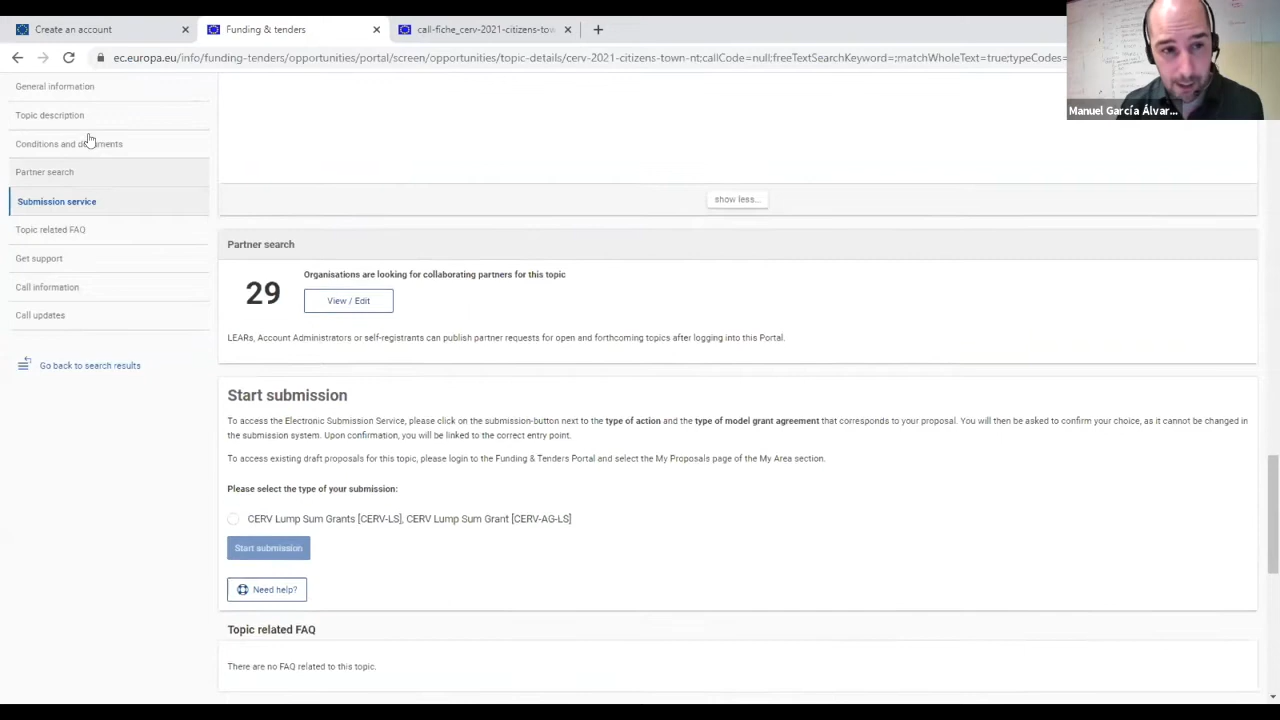 Create an account
Funding & tenders
call-fiche_cerv-2021-citizens-tow
ec.europa.eu/info/funding-tenders/opportunities/portal/screen/opportunities/topic-details/cerv-2021-citizens-town-nt;callCode=null;freeTextSearchKeyword=;matchWholeText=true;typeCodes=
Manuel García Álvar...
General information
Topic description
Conditions and documents
Partner search
Submission service
Topic related FAQ
Get support
Call information
Call updates
Go back to search results
show less...
Partner search
29
Organisations are looking for collaborating partners for this topic
View / Edit
LEARs, Account Administrators or self-registrants can publish partner requests for open and forthcoming topics after logging into this Portal.
Start submission
To access the Electronic Submission Service, please click on the submission-button next to the type of action and the type of model grant agreement that corresponds to your proposal. You will then be asked to confirm your choice, as it cannot be changed in
the submission system. Upon confirmation, you will be linked to the correct entry point.
To access existing draft proposals for this topic, please login to the Funding & Tenders Portal and select the My Proposals page of the My Area section.
Please select the type of your submission:
CERV Lump Sum Grants [CERV-LS], CERV Lump Sum Grant [CERV-AG-LS]
Start submission
Need help?
Topic related FAQ
There are no FAQ related to this topic.